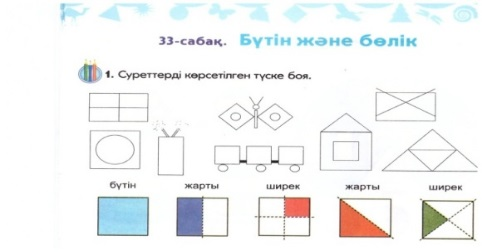 33-сабақ. Бүтін және бөлік
1. Суреттерді көрсетілген түске боя.
бүтін жарты ширек жарты ширек